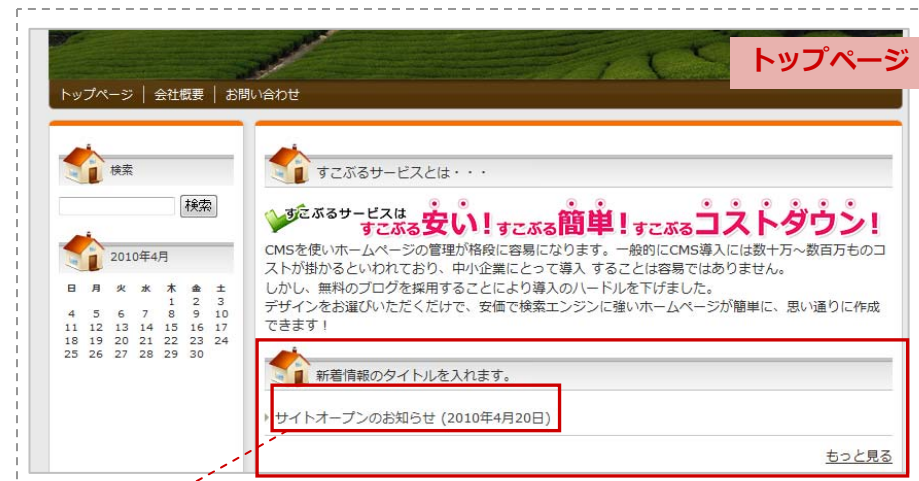 トップページ
トップページ │ 会社概要 │ お問い合わせ
検索
検索
2010年4月
日 月 火 水 木 金 土
1 2 3
4 5 6 7 8 9 10
11 12 13 14 15 16 17
18 19 20 21 22 23 24
25 26 27 28 29 30
すこぶるサービスとは・・・
すこぶるサービスは
すこぶる安い！すこぶる簡単！すこぶるコストダウン！
CMSを使いホームページの管理が格段に容易になります。一般的にCMS導入には数十万～数百万ものコ
ストが掛かるといわれており、中小企業にとって導入 することは容易ではありません。
しかし、無料のブログを採用することにより導入のハードルを下げました。
デザインをお選びいただくだけで、安価で検索エンジンに強いホームページが簡単に、思い通りに作成
できます！
新着情報のタイトルを入れます。
サイトオープンのお知らせ (2010年4月20日)
もっと見る